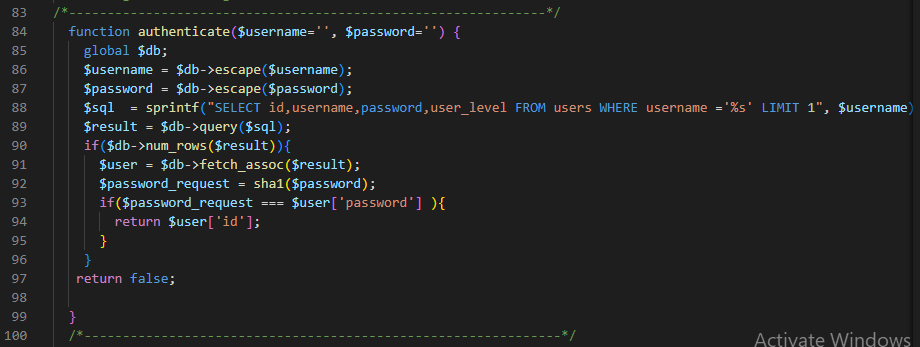 83 /*--------------------------------------------------------------*/
84 function authenticate($username='', $password='') {
85 global $db;
86 $username = $db->escape($username);
87 $password = $db->escape($password);
88 $sql  = sprintf("SELECT id,username,password,user_level FROM users WHERE username ='%s' LIMIT 1", $username)
89 $result = $db->query($sql);
90 if($db->num_rows($result)){
91 $user = $db->fetch_assoc($result);
92 $password_request = sha1($password);
93 if($password_request === $user['password'] ){
94 return $user['id'];
95 }
96 }
97 return false;
98
99 }
100 /*--------------------------------------------------------------*/
Activate Windows